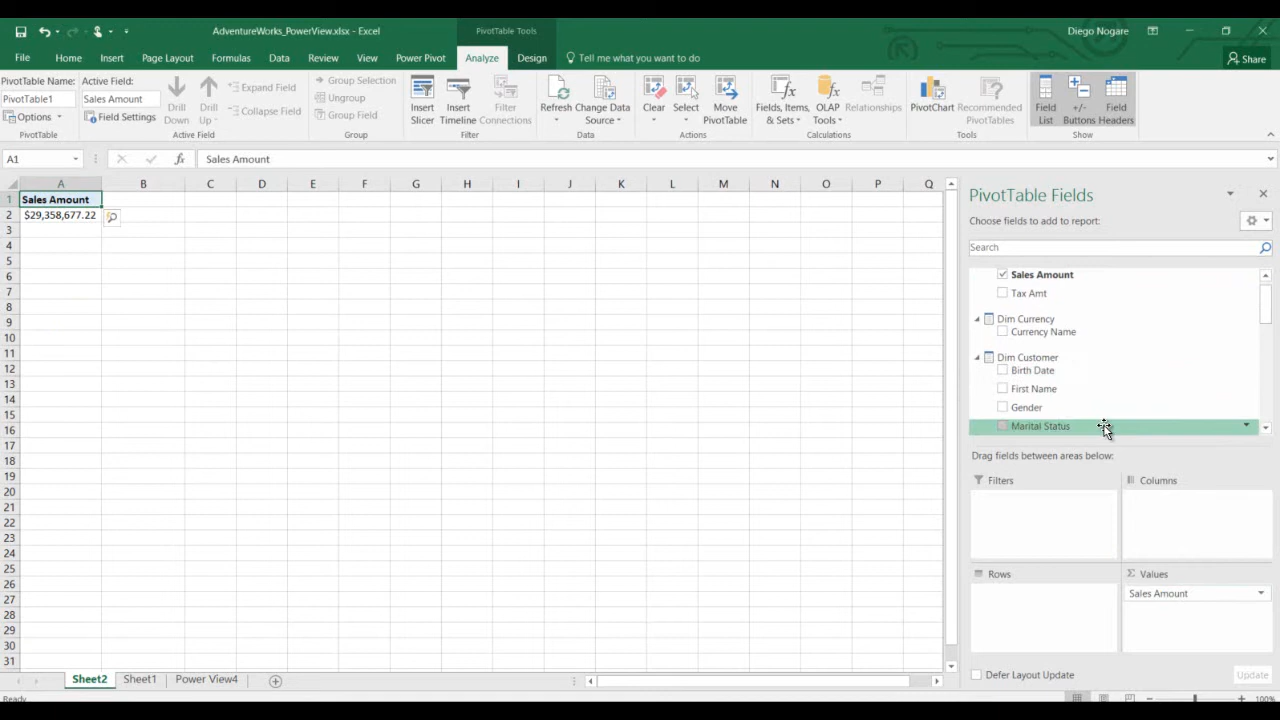 AdventureWorks_PowerView.xlsx - Excel
PivotTable Tools
Diego Nogare
File Home Insert Page Layout Formulas Data Review View Power Pivot Analyze Design Tell me what you want to do... Share
PivotTable Name:
PivotTable1
Options
PivotTable
Active Field:
Sales Amount
Field Settings
Drill Down
Drill Up
Expand Field
Collapse Field
Active Field
Group Selection
Ungroup
Group Field
Group
Insert Slicer
Insert Timeline
Filter Connections
Filter
Refresh
Change Data Source
Data
Clear
Select
Move PivotTable
Actions
Fields, Items, & Sets
OLAP Tools
Relationships
Calculations
PivotChart
Recommended PivotTables
Tools
Field List
+/- Buttons
Field Headers
Show
A1
fx
Sales Amount
A B C D E F G H I J K L M N O P Q
1 Sales Amount
2 $29,358,677.22
3
4
5
6
7
8
9
10
11
12
13
14
15
16
17
18
19
20
21
22
23
24
25
26
27
28
29
30
31
PivotTable Fields
Choose fields to add to report:
Search
Sales Amount
Tax Amt
Dim Currency
Currency Name
Dim Customer
Birth Date
First Name
Gender
Marital Status
Drag fields between areas below:
Filters
Columns
Rows
Σ Values
Sales Amount
Defer Layout Update
Update
Sheet2 Sheet1 Power View4
Ready
100%